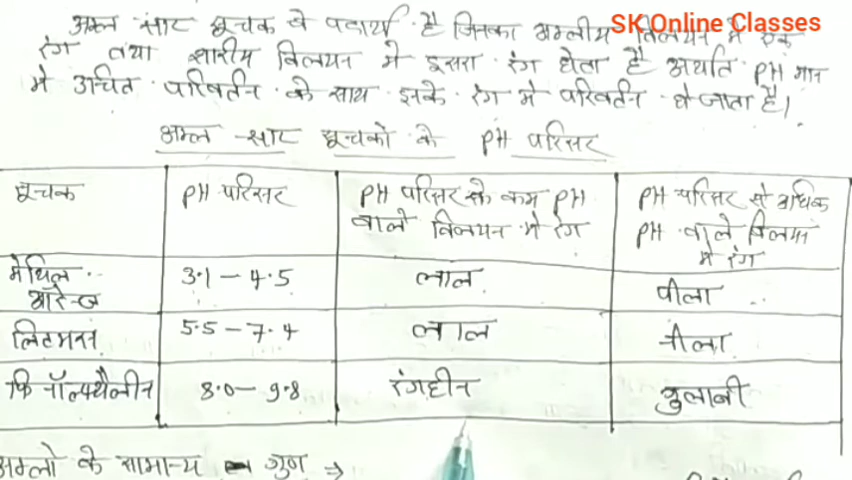 अम्ल क्षार सूचक वे पदार्थ है जिनका अम्लीय विलयन मे एक
SK Online Classes
रंग तथा क्षारीय विलयन मे दूसरा रंग होता है अर्थात PH मान
मे उचित परिवर्तन के साथ इनके रंग मे परिवर्तन हो जाता है।
अम्ल क्षार सूचको के PH परिसर
सूचक PH परिसर PH परिसर से कम PH PH परिसर से अधिक
वाले विलयन मे रंग PH वाले विलयन
मे रंग
मेथिल 3.1 – 4.5 लाल पीला
ऑरेन्ज
लिटमस 5.5 – 7.4 लाल नीला
फिनॉल्फ्थैलीन 8.0 – 9.8 रंगहीन गुलाबी
अम्लो के सामान्य गुण ⇒